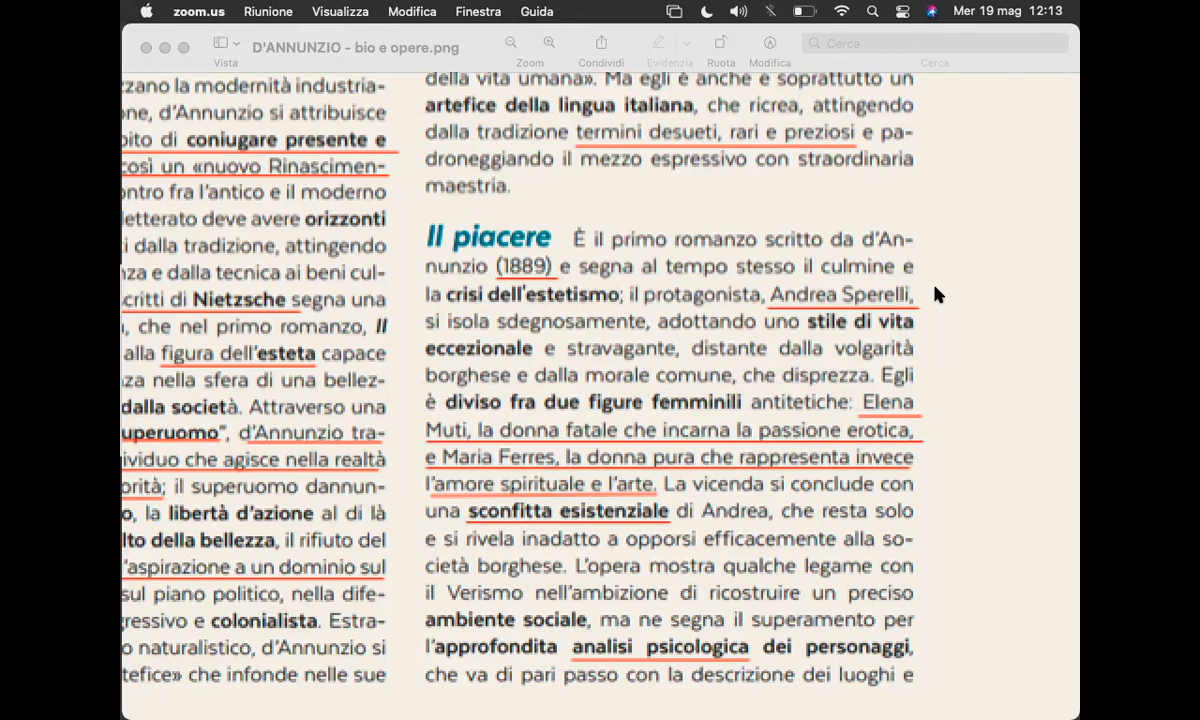 zoom.us Riunione Visualizza Modifica Finestra Guida Mer 19 mag 12:13
D'ANNUNZIO - bio e opere.png
Cerca
Vista Zoom Condividi Evidenzia Ruota Modifica Cerca
zzano la modernità industria-
one, d'Annunzio si attribuisce
di coniugare presente e
così un «nuovo Rinascimen-
ontro fra l'antico e il moderno
letterato deve avere orizzonti
ti dalla tradizione, attingendo
nza e dalla tecnica ai beni cul-
scritti di Nietzsche segna una
, che nel primo romanzo, Il
alla figura dell'esteta capace
za nella sfera di una bellez-
dalla società. Attraverso una
uperuomo", d'Annunzio tra-
ividuo che agisce nella realtà
orità; il superuomo dannun-
o, la libertà d'azione al di là
lto della bellezza, il rifiuto del
l'aspirazione a un dominio sul
sul piano politico, nella dife-
gressivo e colonialista. Estra-
o naturalistico, d'Annunzio si
tefice» che infonde nelle sue
della vita umana». Ma egli è anche e soprattutto un
artefice della lingua italiana, che ricrea, attingendo
dalla tradizione termini desueti, rari e preziosi e pa-
droneggiando il mezzo espressivo con straordinaria
maestria.
Il piacere È il primo romanzo scritto da d'An-
nunzio (1889) e segna al tempo stesso il culmine e
la crisi dell'estetismo; il protagonista, Andrea Sperelli,
si isola sdegnosamente, adottando uno stile di vita
eccezionale e stravagante, distante dalla volgarità
borghese e dalla morale comune, che disprezza. Egli
è diviso fra due figure femminili antitetiche: Elena
Muti, la donna fatale che incarna la passione erotica,
e Maria Ferres, la donna pura che rappresenta invece
l'amore spirituale e l'arte. La vicenda si conclude con
una sconfitta esistenziale di Andrea, che resta solo
e si rivela inadatto a opporsi efficacemente alla so-
cietà borghese. L'opera mostra qualche legame con
il Verismo nell'ambizione di ricostruire un preciso
ambiente sociale, ma ne segna il superamento per
l'approfondita analisi psicologica dei personaggi,
che va di pari passo con la descrizione dei luoghi e